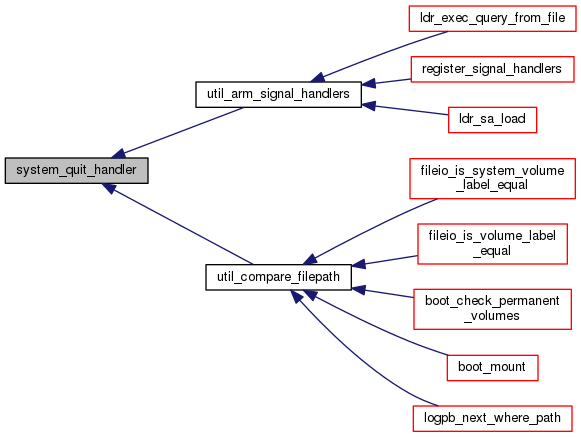 ldr_exec_query_from_file
register_signal_handlers
util_arm_signal_handlers
ldr_sa_load
system_quit_handler
fileio_is_system_volume
_label_equal
fileio_is_volume_label
_equal
util_compare_filepath
boot_check_permanent
_volumes
boot_mount
logpb_next_where_path